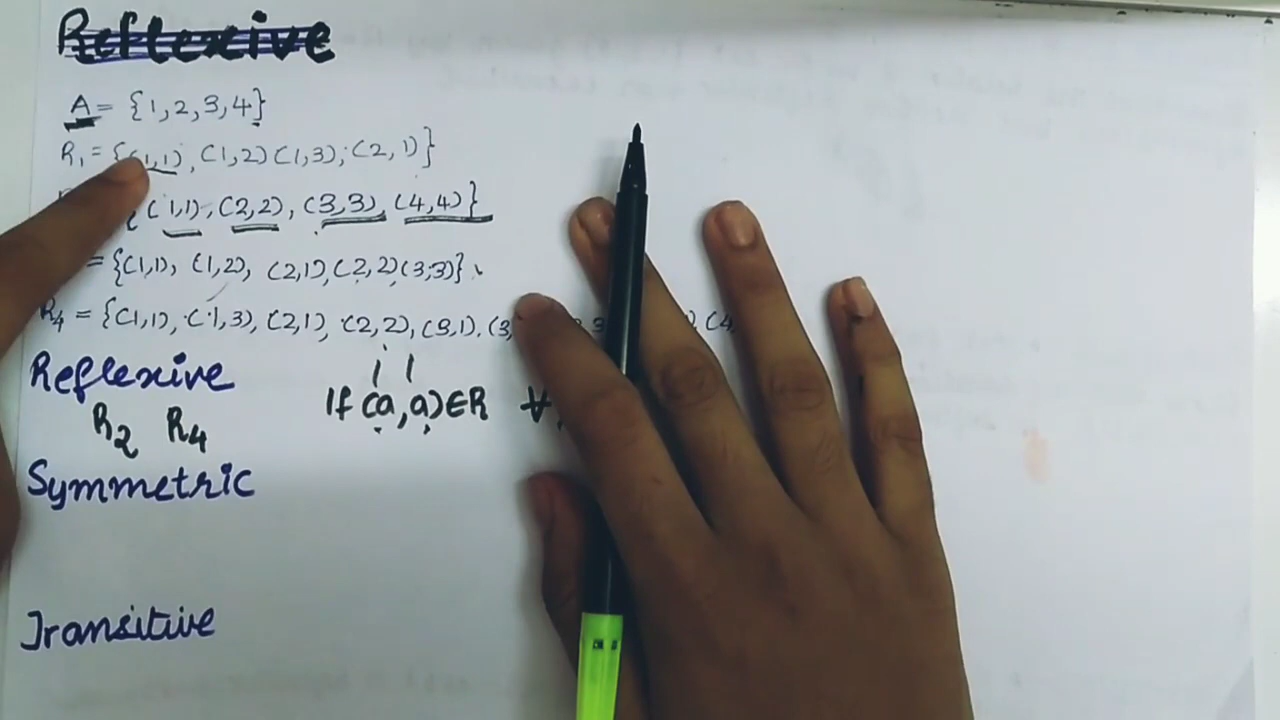 Reflexive
A = {1,2,3,4}
R₁ = {(1,1), (1,2) (1,3), (2,1)}
{(1,1), (2,2), (3,3), (4,4)}
= {(1,1), (1,2), (2,1), (2,2) (3,3)}
R₄ = {(1,1), (1,3), (2,1), (2,2), (3,1), (3, (4,
Reflexive If (a,a)∈R ∀
R₂ R₄
Symmetric
Transitive